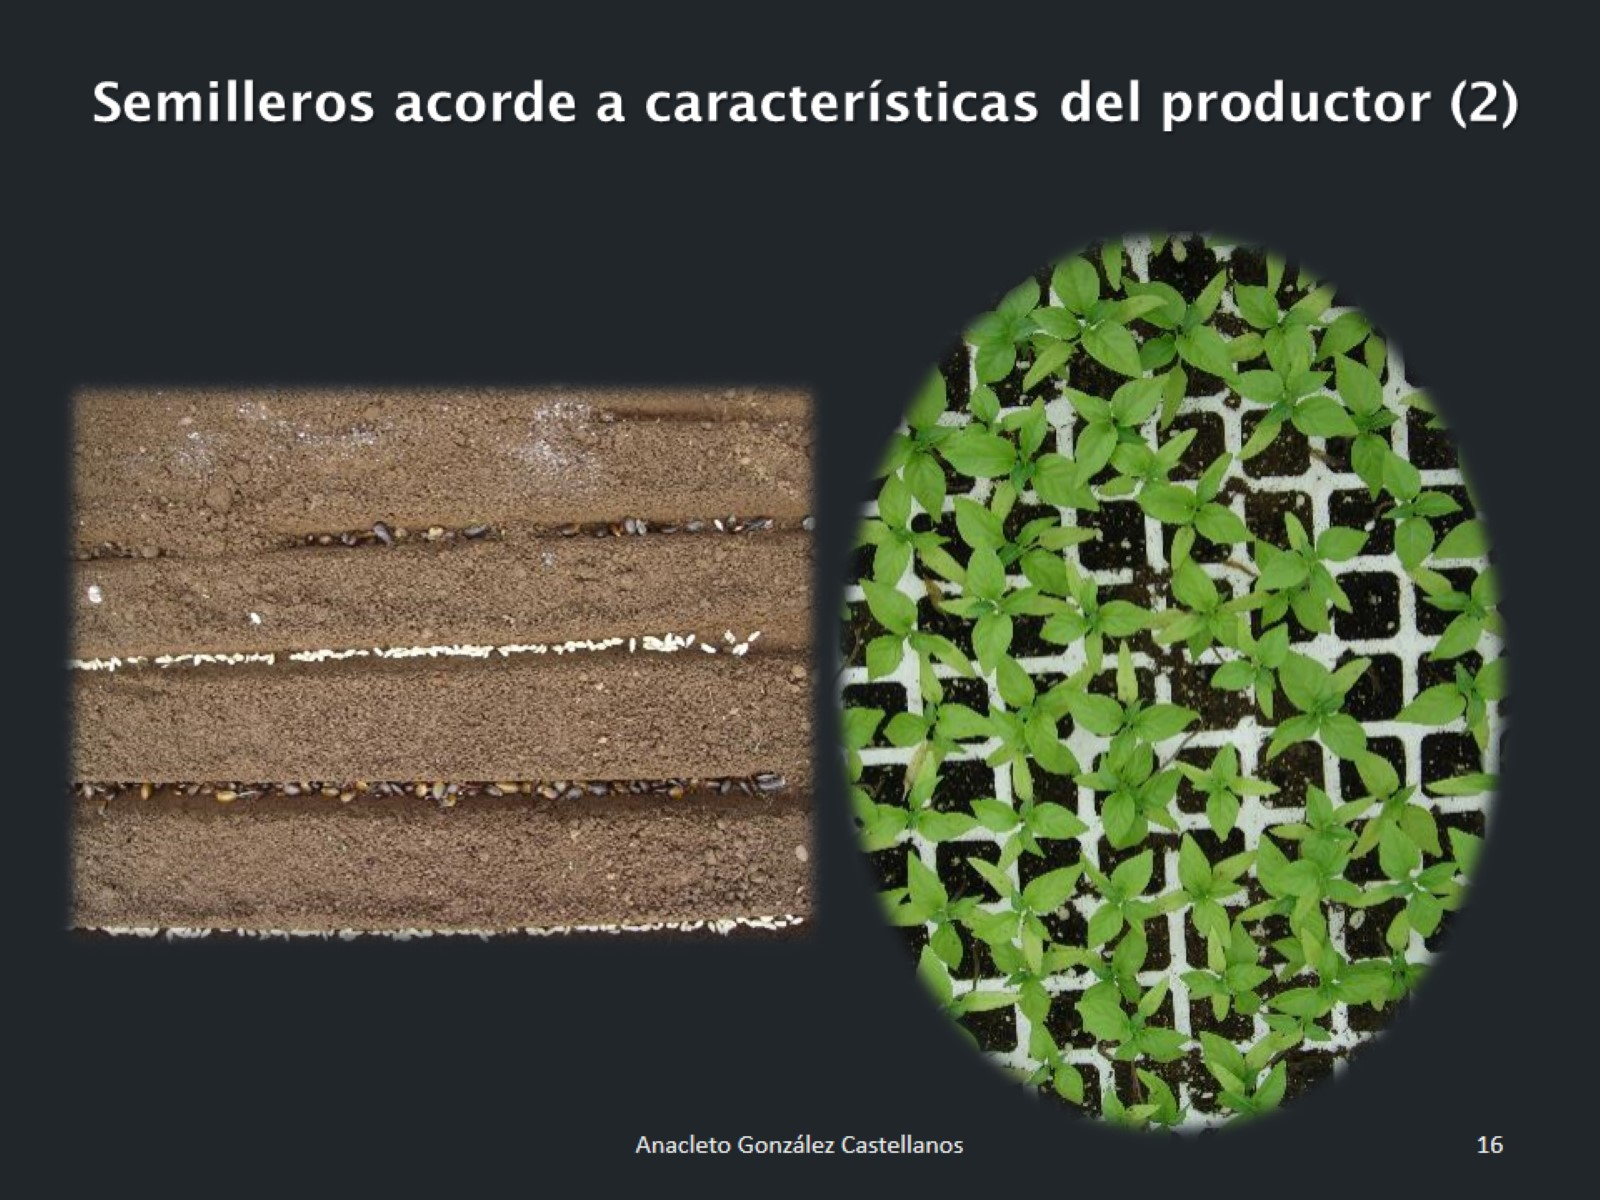 Semilleros acorde a características del productor (2)
Anacleto González Castellanos
16